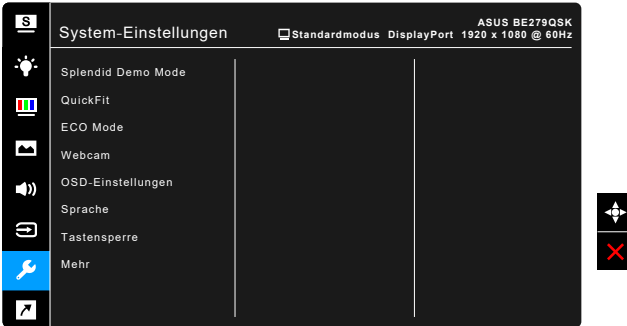 S
ASUS BE279QSK
System-Einstellungen
Standardmodus DisplayPort 1920 x 1080 @ 60Hz
Splendid Demo Mode
QuickFit
ECO Mode
Webcam
OSD-Einstellungen
Sprache
Tastensperre
Mehr